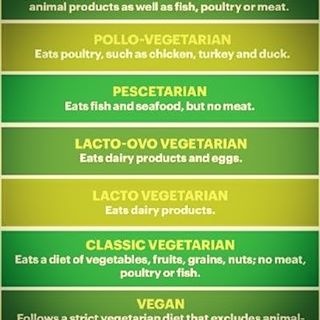 animal products as well as fish, poultry or meat.
POLLO-VEGETARIAN
Eats poultry, such as chicken, turkey and duck.
PESCETARIAN
Eats fish and seafood, but no meat.
LACTO-OVO VEGETARIAN
Eats dairy products and eggs.
LACTO VEGETARIAN
Eats dairy products.
CLASSIC VEGETARIAN
Eats a diet of vegetables, fruits, grains, nuts; no meat,
poultry or fish.
VEGAN
Follows a strict vegetarian diet that excludes animal-